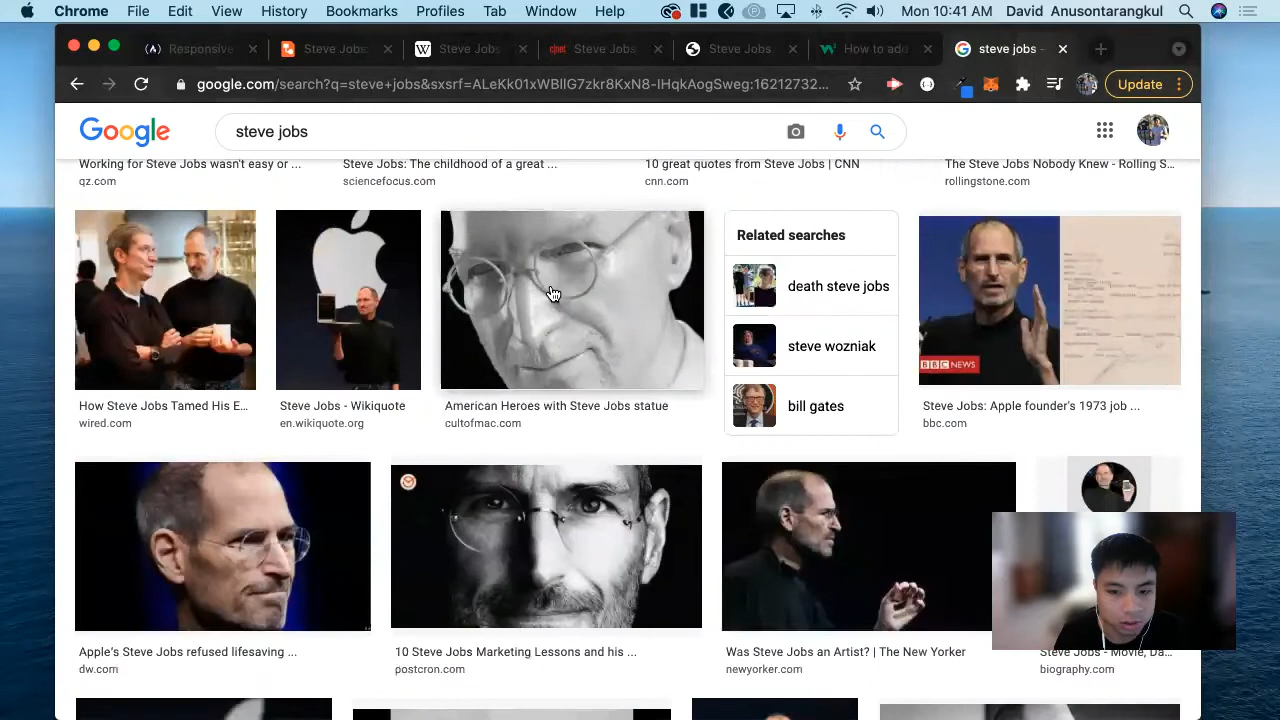 Chrome File Edit View History Bookmarks Profiles Tab Window Help Mon 10:41 AM David Anusontarangkul
Responsive Steve Jobs Steve Jobs cjnet Steve Jobs Steve Jobs How to add steve jobs -
google.com/search?q=steve+jobs&sxsrf=ALeKk01xWBllG7zkr8KxN8-IHqkAogSweg:16212732... Update
Google steve jobs
Working for Steve Jobs wasn't easy or ... Steve Jobs: The childhood of a great ... 10 great quotes from Steve Jobs | CNN The Steve Jobs Nobody Knew - Rolling S...
qz.com sciencefocus.com cnn.com rollingstone.com
Related searches
death steve jobs
steve wozniak
BBC NEWS
bill gates
How Steve Jobs Tamed His E... Steve Jobs - Wikiquote American Heroes with Steve Jobs statue Steve Jobs: Apple founder's 1973 job ...
wired.com en.wikiquote.org cultofmac.com bbc.com
Apple's Steve Jobs refused lifesaving ... 10 Steve Jobs Marketing Lessons and his ... Was Steve Jobs an Artist? | The New Yorker Steve Jobs - Movie, Da...
dw.com postcron.com newyorker.com biography.com